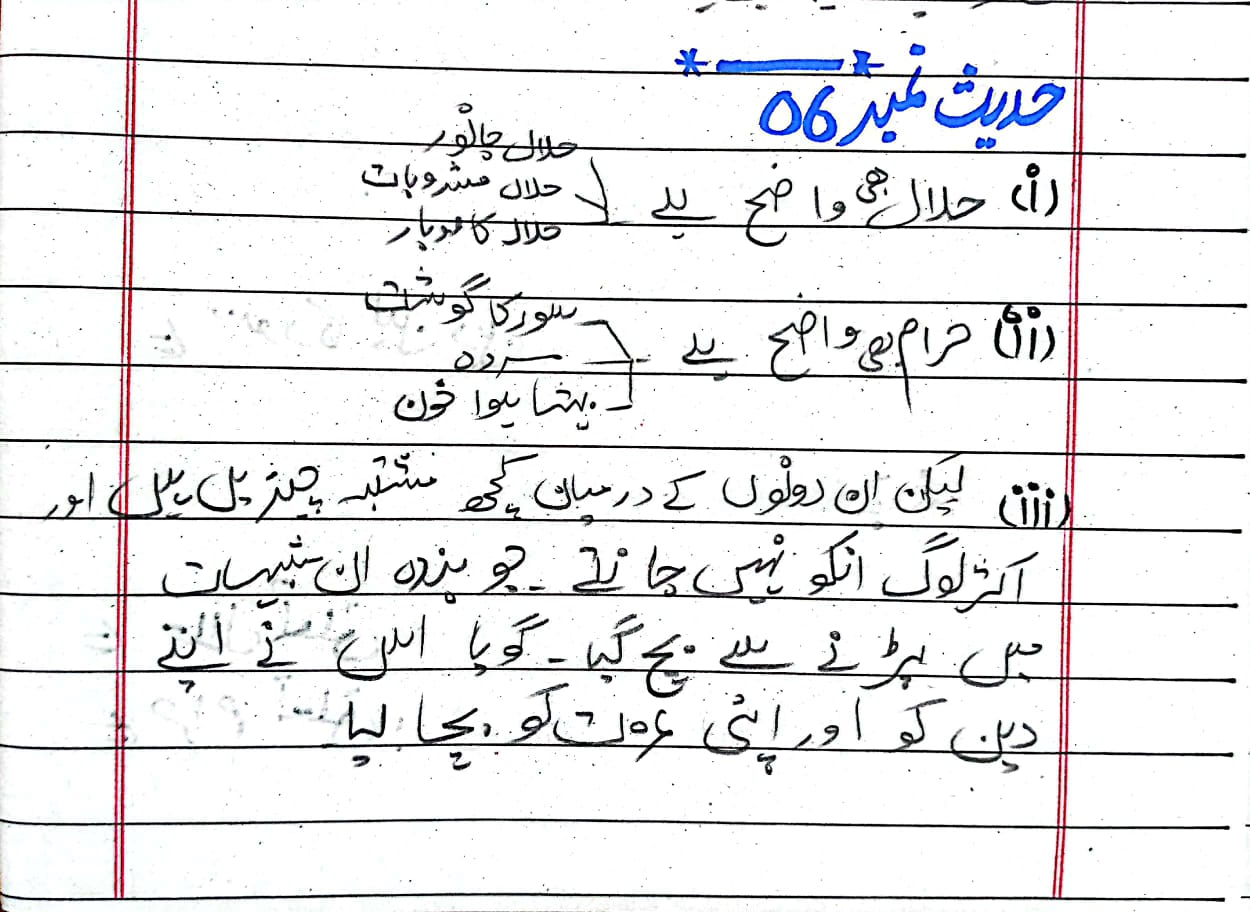 حدیث نمبر 06
(i) حلال بھی واضح ہے
حلال جانور
حلال مشروبات
حلال کاروبار
(ii) حرام بھی واضح ہے
سور کا گوشت
مردہ
بہتا ہوا خون
(iii) لیکن ان دونوں کے درمیان کچھ مشتبہ چیزیں ہیں اور
اکثر لوگ انکو نہیں جانتے ۔ جو بندہ ان شبہات
میں پڑنے سے بچ گیا ۔ گویا اس نے اپنے
دین کو اور اپنی عزت کو بچا لیا